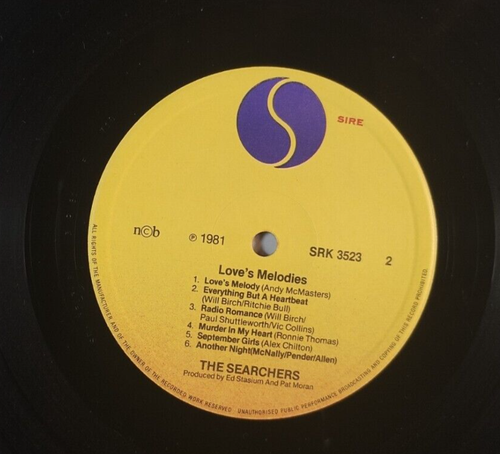 SIRE
n©b
℗ 1981
SRK 3523 2
Love's Melodies
1. Love's Melody (Andy McMasters)
2. Everything But A Heartbeat
(Will Birch/Ritchie Bull)
3. Radio Romance (Will Birch/
Paul Shuttleworth/Vic Collins)
4. Murder In My Heart (Ronnie Thomas)
5. September Girls (Alex Chilton)
6. Another Night(McNally/Pender/Allen)
THE SEARCHERS
Produced by Ed Stasium and Pat Moran
ALL RIGHTS OF THE MANUFACTURER AND OF THE OWNER OF THE RECORDED WORK RESERVED UNAUTHORISED PUBLIC PERFORMANCE BROADCASTING AND COPYING OF THIS RECORD PROHIBITED